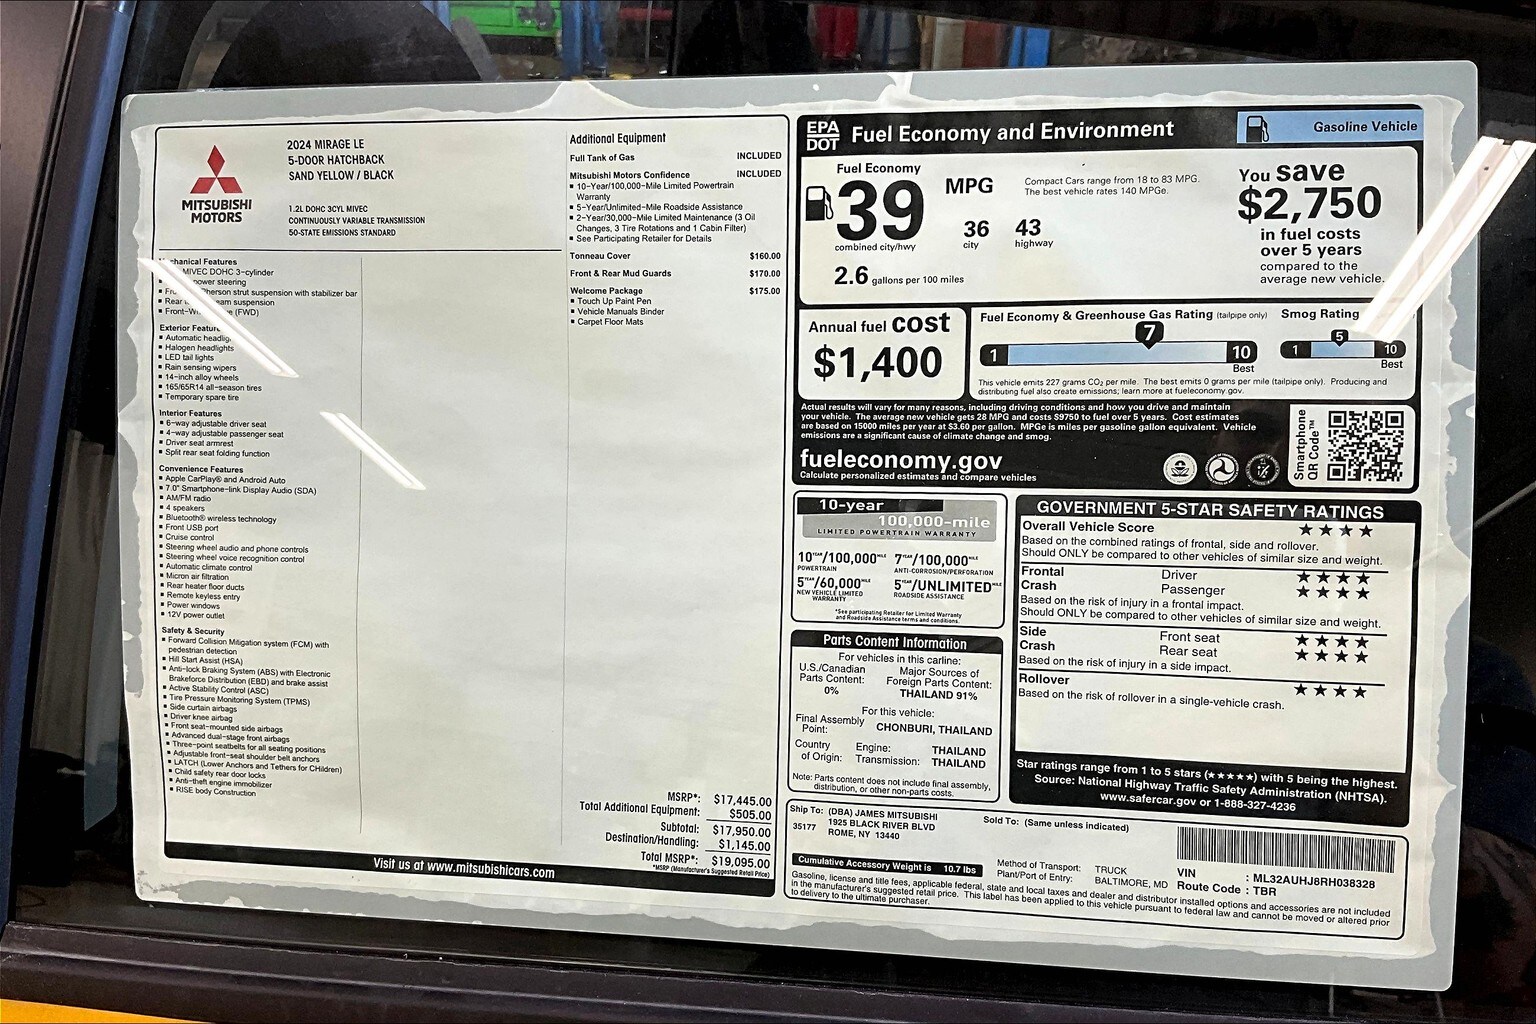 MITSUBISHI
MOTORS
2024 MIRAGE LE
5-DOOR HATCHBACK
SAND YELLOW / BLACK
1.2L DOHC 3CYL MIVEC
CONTINUOUSLY VARIABLE TRANSMISSION
50-STATE EMISSIONS STANDARD
Mechanical Features
MIVEC DOHC 3-cylinder
power steering
strut suspension with stabilizer bar
Rear suspension
(FWD)
Exterior Features
Automatic
Halogen headlights
LED tail lights
Rain sensing wipers
14-inch alloy wheels
165/65R14 all-season tires
Temporary spare tire
Interior Features
6-way adjustable driver seat
4-way adjustable passenger seat
Driver seat armrest
Split rear seat folding function
Convenience Features
Apple CarPlay® and Android Auto
7.0" Smartphone-link Display Audio (SDA)
AM/FM radio
4 speakers
Bluetooth® wireless technology
Front USB port
Cruise control
Steering wheel audio and phone controls
Steering wheel voice recognition control
Automatic climate control
Micron air filtration
Rear heater floor ducts
Remote keyless entry
Power windows
12V power outlet
Safety & Security
Forward Collision Mitigation system (FCM) with
pedestrian detection
Hill Start Assist (HSA)
Anti-lock Braking System (ABS) with Electronic
Brakeforce Distribution (EBD) and brake assist
Active Stability Control (ASC)
Tire Pressure Monitoring System (TPMS)
Side curtain airbags
Driver knee airbag
Front seat-mounted side airbags
Advanced dual-stage front airbags
Three-point seatbelts for all seating positions
Adjustable front-seat shoulder belt anchors
LATCH (Lower Anchors and Tethers for CHildren)
Child safety rear door locks
Anti-theft engine immobilizer
RISE body Construction
Additional Equipment
Full Tank of Gas INCLUDED
Mitsubishi Motors Confidence INCLUDED
10-Year/100,000-Mile Limited Powertrain
Warranty
5-Year/Unlimited-Mile Roadside Assistance
2-Year/30,000-Mile Limited Maintenance (3 Oil
Changes, 3 Tire Rotations and 1 Cabin Filter)
See Participating Retailer for Details
Tonneau Cover $160.00
Front & Rear Mud Guards $170.00
Welcome Package $175.00
Touch Up Paint Pen
Vehicle Manuals Binder
Carpet Floor Mats
MSRP*: $17,445.00
Total Additional Equipment: $505.00
Subtotal: $17,950.00
Destination/Handling: $1,145.00
Total MSRP*: $19,095.00
*MSRP (Manufacturer's Suggested Retail Price)
Visit us at www.mitsubishicars.com
EPA
DOT
Fuel Economy and Environment
Gasoline Vehicle
Fuel Economy
39 MPG
combined city/hwy
36
city
43
highway
2.6 gallons per 100 miles
Compact Cars range from 18 to 83 MPG.
The best vehicle rates 140 MPGe.
You save
$2,750
in fuel costs
over 5 years
compared to the
average new vehicle.
Annual fuel cost
$1,400
Fuel Economy & Greenhouse Gas Rating (tailpipe only)
1 7 10
Best
Smog Rating
1 5 10
Best
This vehicle emits 227 grams CO₂ per mile. The best emits 0 grams per mile (tailpipe only). Producing and
distributing fuel also create emissions; learn more at fueleconomy.gov.
Actual results will vary for many reasons, including driving conditions and how you drive and maintain
your vehicle. The average new vehicle gets 28 MPG and costs $9750 to fuel over 5 years. Cost estimates
are based on 15000 miles per year at $3.60 per gallon. MPGe is miles per gasoline gallon equivalent. Vehicle
emissions are a significant cause of climate change and smog.
fueleconomy.gov
Calculate personalized estimates and compare vehicles
Smartphone
QR Code™
10-year
100,000-mile
LIMITED POWERTRAIN WARRANTY
10YEAR/100,000MILE
POWERTRAIN
7YEAR/100,000MILE
ANTI-CORROSION/PERFORATION
5YEAR/60,000MILE
NEW VEHICLE LIMITED
WARRANTY
5YEAR/UNLIMITEDMILE
ROADSIDE ASSISTANCE
*See participating Retailer for Limited Warranty
and Roadside Assistance terms and conditions.
Parts Content Information
For vehicles in this carline:
U.S./Canadian
Parts Content:
0%
Major Sources of
Foreign Parts Content:
THAILAND 91%
For this vehicle:
Final Assembly
Point: CHONBURI, THAILAND
Country
of Origin:
Engine: THAILAND
Transmission: THAILAND
Note: Parts content does not include final assembly,
distribution, or other non-parts costs.
GOVERNMENT 5-STAR SAFETY RATINGS
Overall Vehicle Score ★★★★
Based on the combined ratings of frontal, side and rollover.
Should ONLY be compared to other vehicles of similar size and weight.
Frontal
Crash
Driver ★★★★
Passenger ★★★★
Based on the risk of injury in a frontal impact.
Should ONLY be compared to other vehicles of similar size and weight.
Side
Crash
Front seat ★★★★
Rear seat ★★★★
Based on the risk of injury in a side impact.
Rollover ★★★★
Based on the risk of rollover in a single-vehicle crash.
Star ratings range from 1 to 5 stars (★★★★★) with 5 being the highest.
Source: National Highway Traffic Safety Administration (NHTSA).
www.safercar.gov or 1-888-327-4236
Ship To: (DBA) JAMES MITSUBISHI
35177 1925 BLACK RIVER BLVD
ROME, NY 13440
Sold To: (Same unless indicated)
Cumulative Accessory Weight is 10.7 lbs
Method of Transport: TRUCK
Plant/Port of Entry: BALTIMORE, MD
VIN : ML32AUHJ8RH038328
Route Code : TBR
Gasoline, license and title fees, applicable federal, state and local taxes and dealer and distributor installed options and accessories are not included
in the manufacturer's suggested retail price. This label has been applied to this vehicle pursuant to federal law and cannot be moved or altered prior
to delivery to the ultimate purchaser.